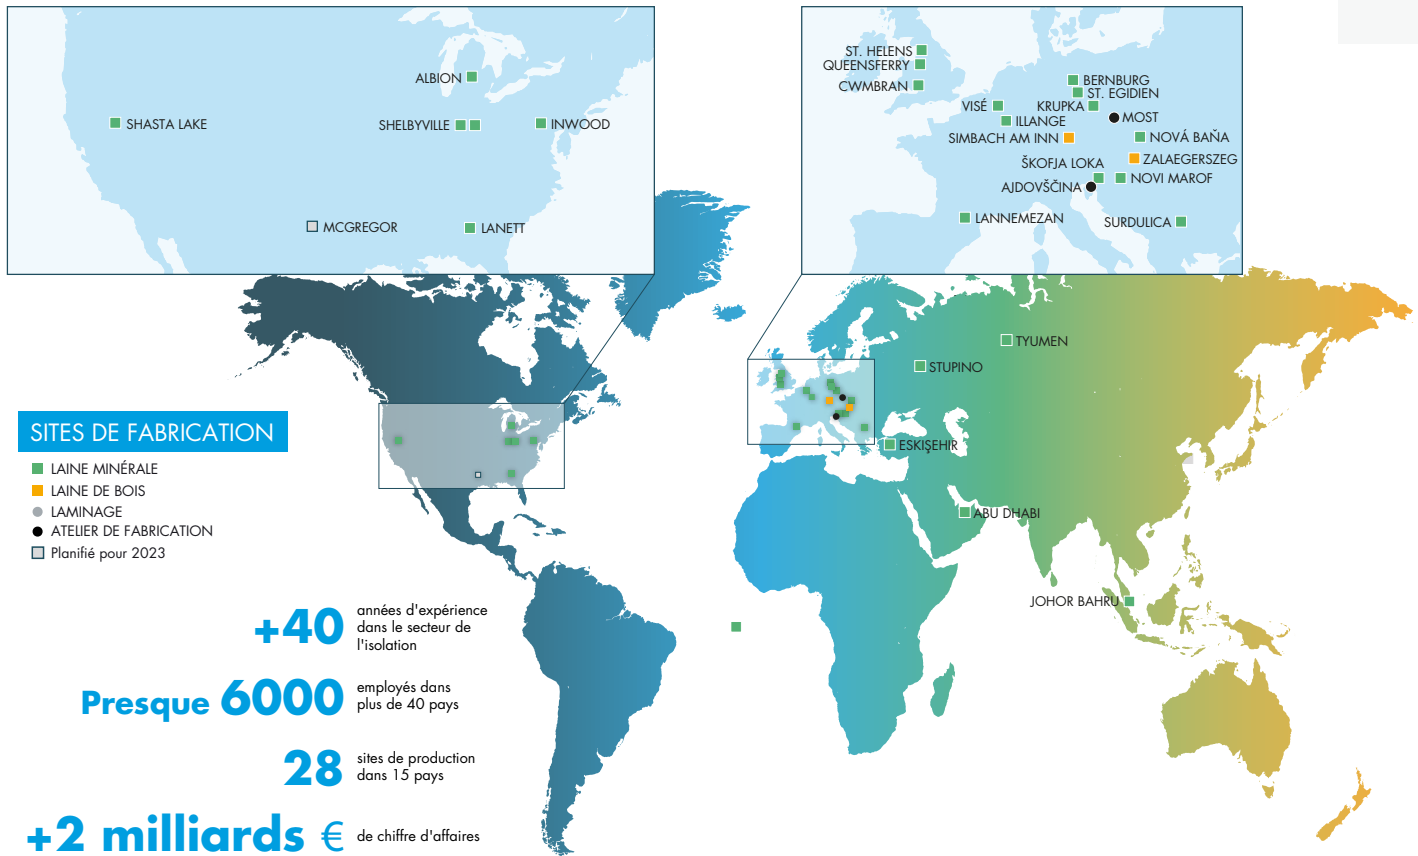 ALBION
SHASTA LAKE
SHELBYVILLE
INWOOD
MCGREGOR
LANETT
ST. HELENS
QUEENSFERRY
CWMBRAN
BERNBURG
ST. EGIDIEN
VISÉ
KRUPKA
ILLANGE
MOST
SIMBACH AM INN
NOVÁ BAŇA
ZALAEGERSZEG
ŠKOFJA LOKA
NOVI MAROF
AJDOVŠČINA
LANNEMEZAN
SURDULICA
TYUMEN
STUPINO
ESKIŞEHIR
ABU DHABI
JOHOR BAHRU
SITES DE FABRICATION
LAINE MINÉRALE
LAINE DE BOIS
LAMINAGE
ATELIER DE FABRICATION
Planifié pour 2023
+40 années d'expérience
dans le secteur de
l'isolation
Presque 6000 employés dans
plus de 40 pays
28 sites de production
dans 15 pays
+2 milliards € de chiffre d'affaires